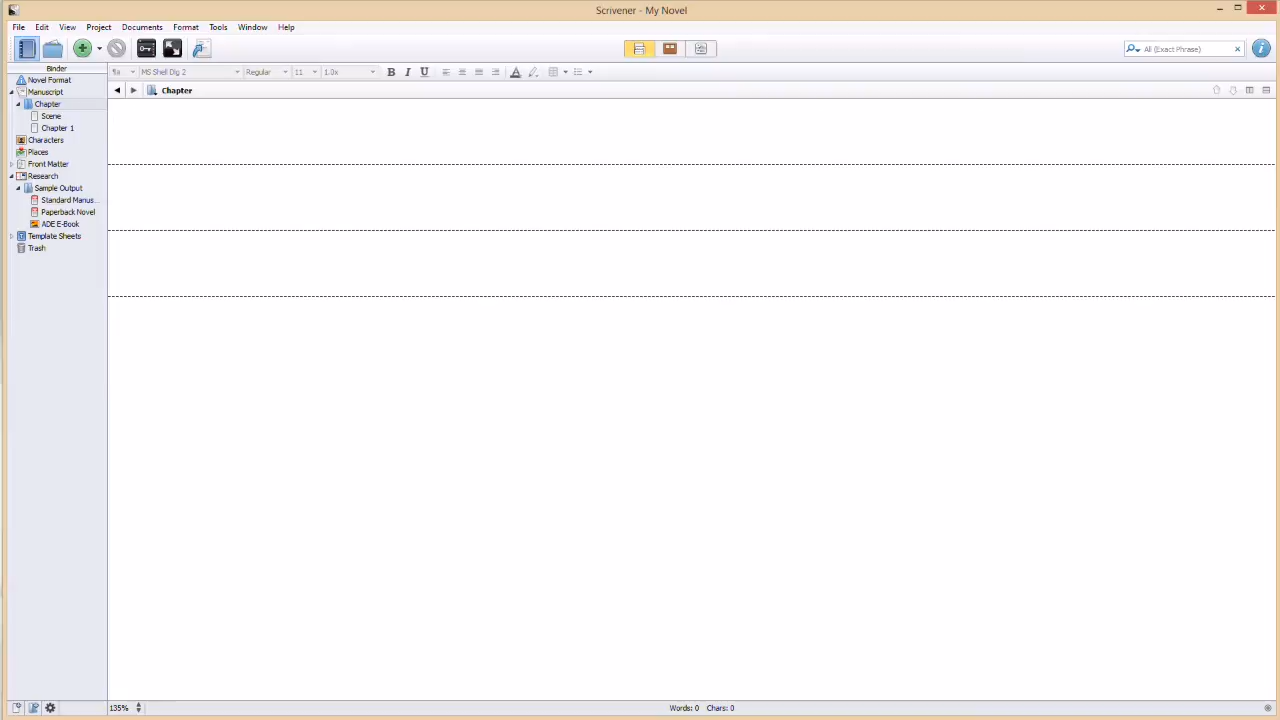 Scrivener - My Novel
File Edit View Project Documents Format Tools Window Help
All (Exact Phrase)
Binder
MS Shell Dlg 2 Regular 11 1.0x B I U A
Novel Format
Manuscript
Chapter
Chapter
Scene
Chapter 1
Characters
Places
Front Matter
Research
Sample Output
Standard Manus...
Paperback Novel
ADE E-Book
Template Sheets
Trash
135% Words: 0 Chars: 0